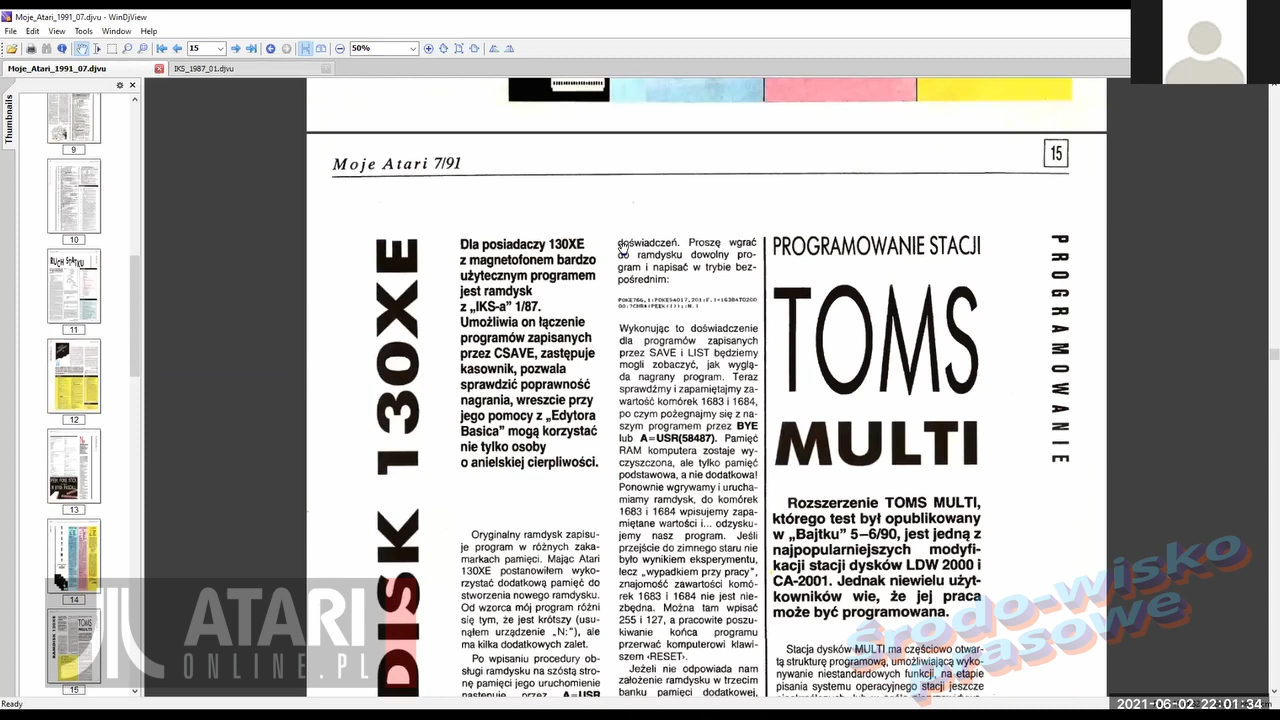 Moje_Atari_1991_07.djvu - WinDjView
File Edit View Tools Window Help
15
50%
Moje_Atari_1991_07.djvu
IKS_1987_01.djvu
Thumbnails
9
10
11
12
13
14
15
Moje Atari 7/91
15
DISK 130XE
Dla posiadaczy 130XE
z magnetofonem bardzo
użytecznym programem
jest ramdysk
z „IKS-a” 1/87.
Umożliwia on łączenie
programów zapisanych
przez CSAVE, zastępuje
kasownik, pozwala
sprawdzić poprawność
nagrania, wreszcie przy
jego pomocy z „Edytora
Basica” mogą korzystać
nie tylko osoby
o anielskiej cierpliwości.
Oryginalny ramdysk zapisu-
je program w różnych zaka-
markach pamięci. Mając Atari
130XE postanowiłem wyko-
rzystać dodatkową pamięć do
stworzenia nowego ramdysku.
Od wzorca mój program różni
się tym, że jest krótszy (usu-
nąłem urządzenie „N:”), ale
ma kilka dodatkowych zalet.
Po wpisaniu procedury ob-
sługi ramdysku na szóstą stro-
nę pamięci jego uruchomienie
następuje przez A=USR
doświadczeń. Proszę wgrać
do ramdysku dowolny pro-
gram i napisać w trybie bez-
pośrednim:
Wykonując to doświadczenie
dla programów zapisanych
przez SAVE i LIST będziemy
mogli zobaczyć, jak wyglą-
da nagrany program. Teraz
sprawdźmy i zapamiętajmy za-
wartość komórek 1683 i 1684,
po czym pożegnajmy się z na-
szym programem przez BYE
lub A=USR(58487). Pamięć
RAM komputera zostaje wy-
czyszczona, ale tylko pamięć
podstawowa, a nie dodatkowa!
Ponownie wgrywamy i urucha-
miamy ramdysk, do komórek
1683 i 1684 wpisujemy zapa-
miętane wartości i... odzysku-
jemy nasz program. Jeśli
przejście do zimnego staru nie
było wynikiem eksperymentu,
lecz „wypadkiem przy pracy”,
znajomość zawartości komó-
rek 1683 i 1684 nie jest nie-
zbędna. Można tam wpisać
255 i 127, a pracowite poszu-
kiwanie końca programu
przerwać komputerowi klawi-
szem ‹RESET›.
Jeżeli nie odpowiada nam
założenie ramdysku w trzecim
banku pamięci dodatkowej,
PROGRAMOWANIE STACJI
TOMS
MULTI
Rozszerzenie TOMS MULTI,
którego test był opublikowany
w „Bajtku” 5–6/90, jest jedną z
najpopularniejszych modyfi-
kacji stacji dysków LDW 2000 i
CA-2001. Jednak niewielu użyt-
kowników wie, że jej praca
może być programowana.
Stacja dysków MULTI ma częściowo otwar-
tą strukturę programową, umożliwiającą wyko-
nywanie niestandardowych funkcji, na etapie
pisania systemu operacyjnego stacji jeszcze
PROGRAMOWANIE
ATARI
ONLINE.PL
Ready
2021-06-02 22:01:34